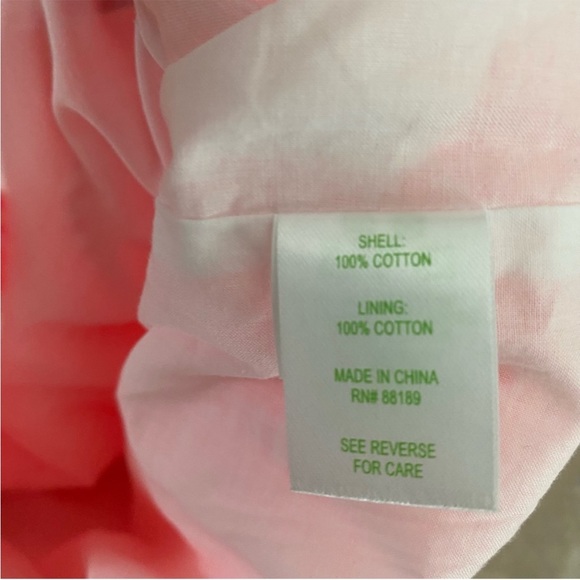 SHELL:
100% COTTON
LINING:
100% COTTON
MADE IN CHINA
RN# 88189
SEE REVERSE
FOR CARE